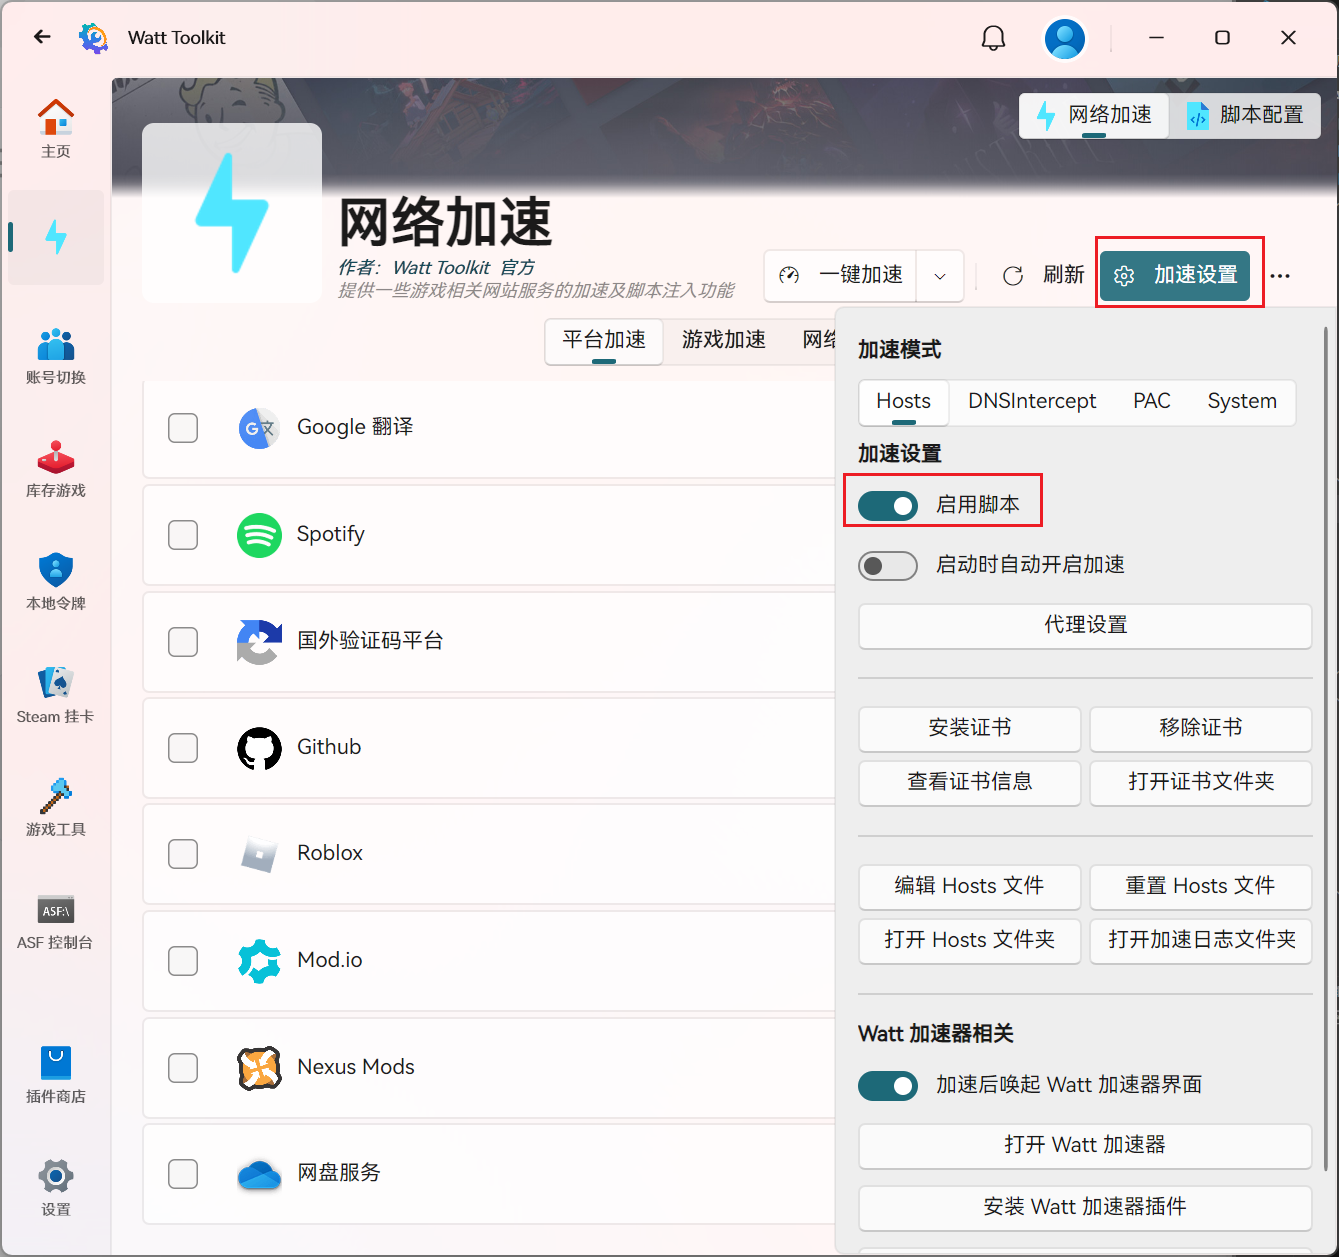 Watt Toolkit
网络加速
脚本配置
主页
网络加速
作者：Watt Toolkit 官方
提供一些游戏相关网站服务的加速及脚本注入功能
一键加速
刷新
加速设置
平台加速
游戏加速
网络
账号切换
库存游戏
本地令牌
Steam 挂卡
游戏工具
ASF:\
ASF 控制台
插件商店
设置
Google 翻译
Spotify
国外验证码平台
Github
Roblox
Mod.io
Nexus Mods
网盘服务
加速模式
Hosts
DNSIntercept
PAC
System
加速设置
启用脚本
启动时自动开启加速
代理设置
安装证书
移除证书
查看证书信息
打开证书文件夹
编辑 Hosts 文件
重置 Hosts 文件
打开 Hosts 文件夹
打开加速日志文件夹
Watt 加速器相关
加速后唤起 Watt 加速器界面
打开 Watt 加速器
安装 Watt 加速器插件